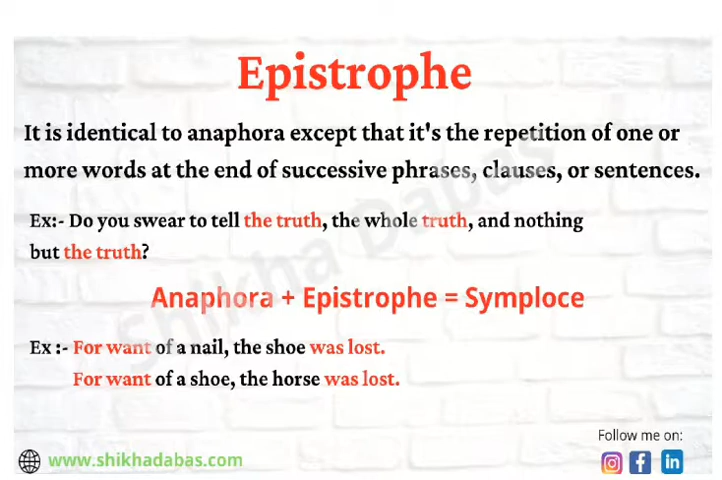 Epistrophe
It is identical to anaphora except that it's the repetition of one or
more words at the end of successive phrases, clauses, or sentences.
Ex:- Do you swear to tell the truth, the whole truth, and nothing
but the truth?
Anaphora + Epistrophe = Symploce
Ex :- For want of a nail, the shoe was lost.
For want of a shoe, the horse was lost.
Shikha Dabas
Follow me on:
www.shikhadabas.com